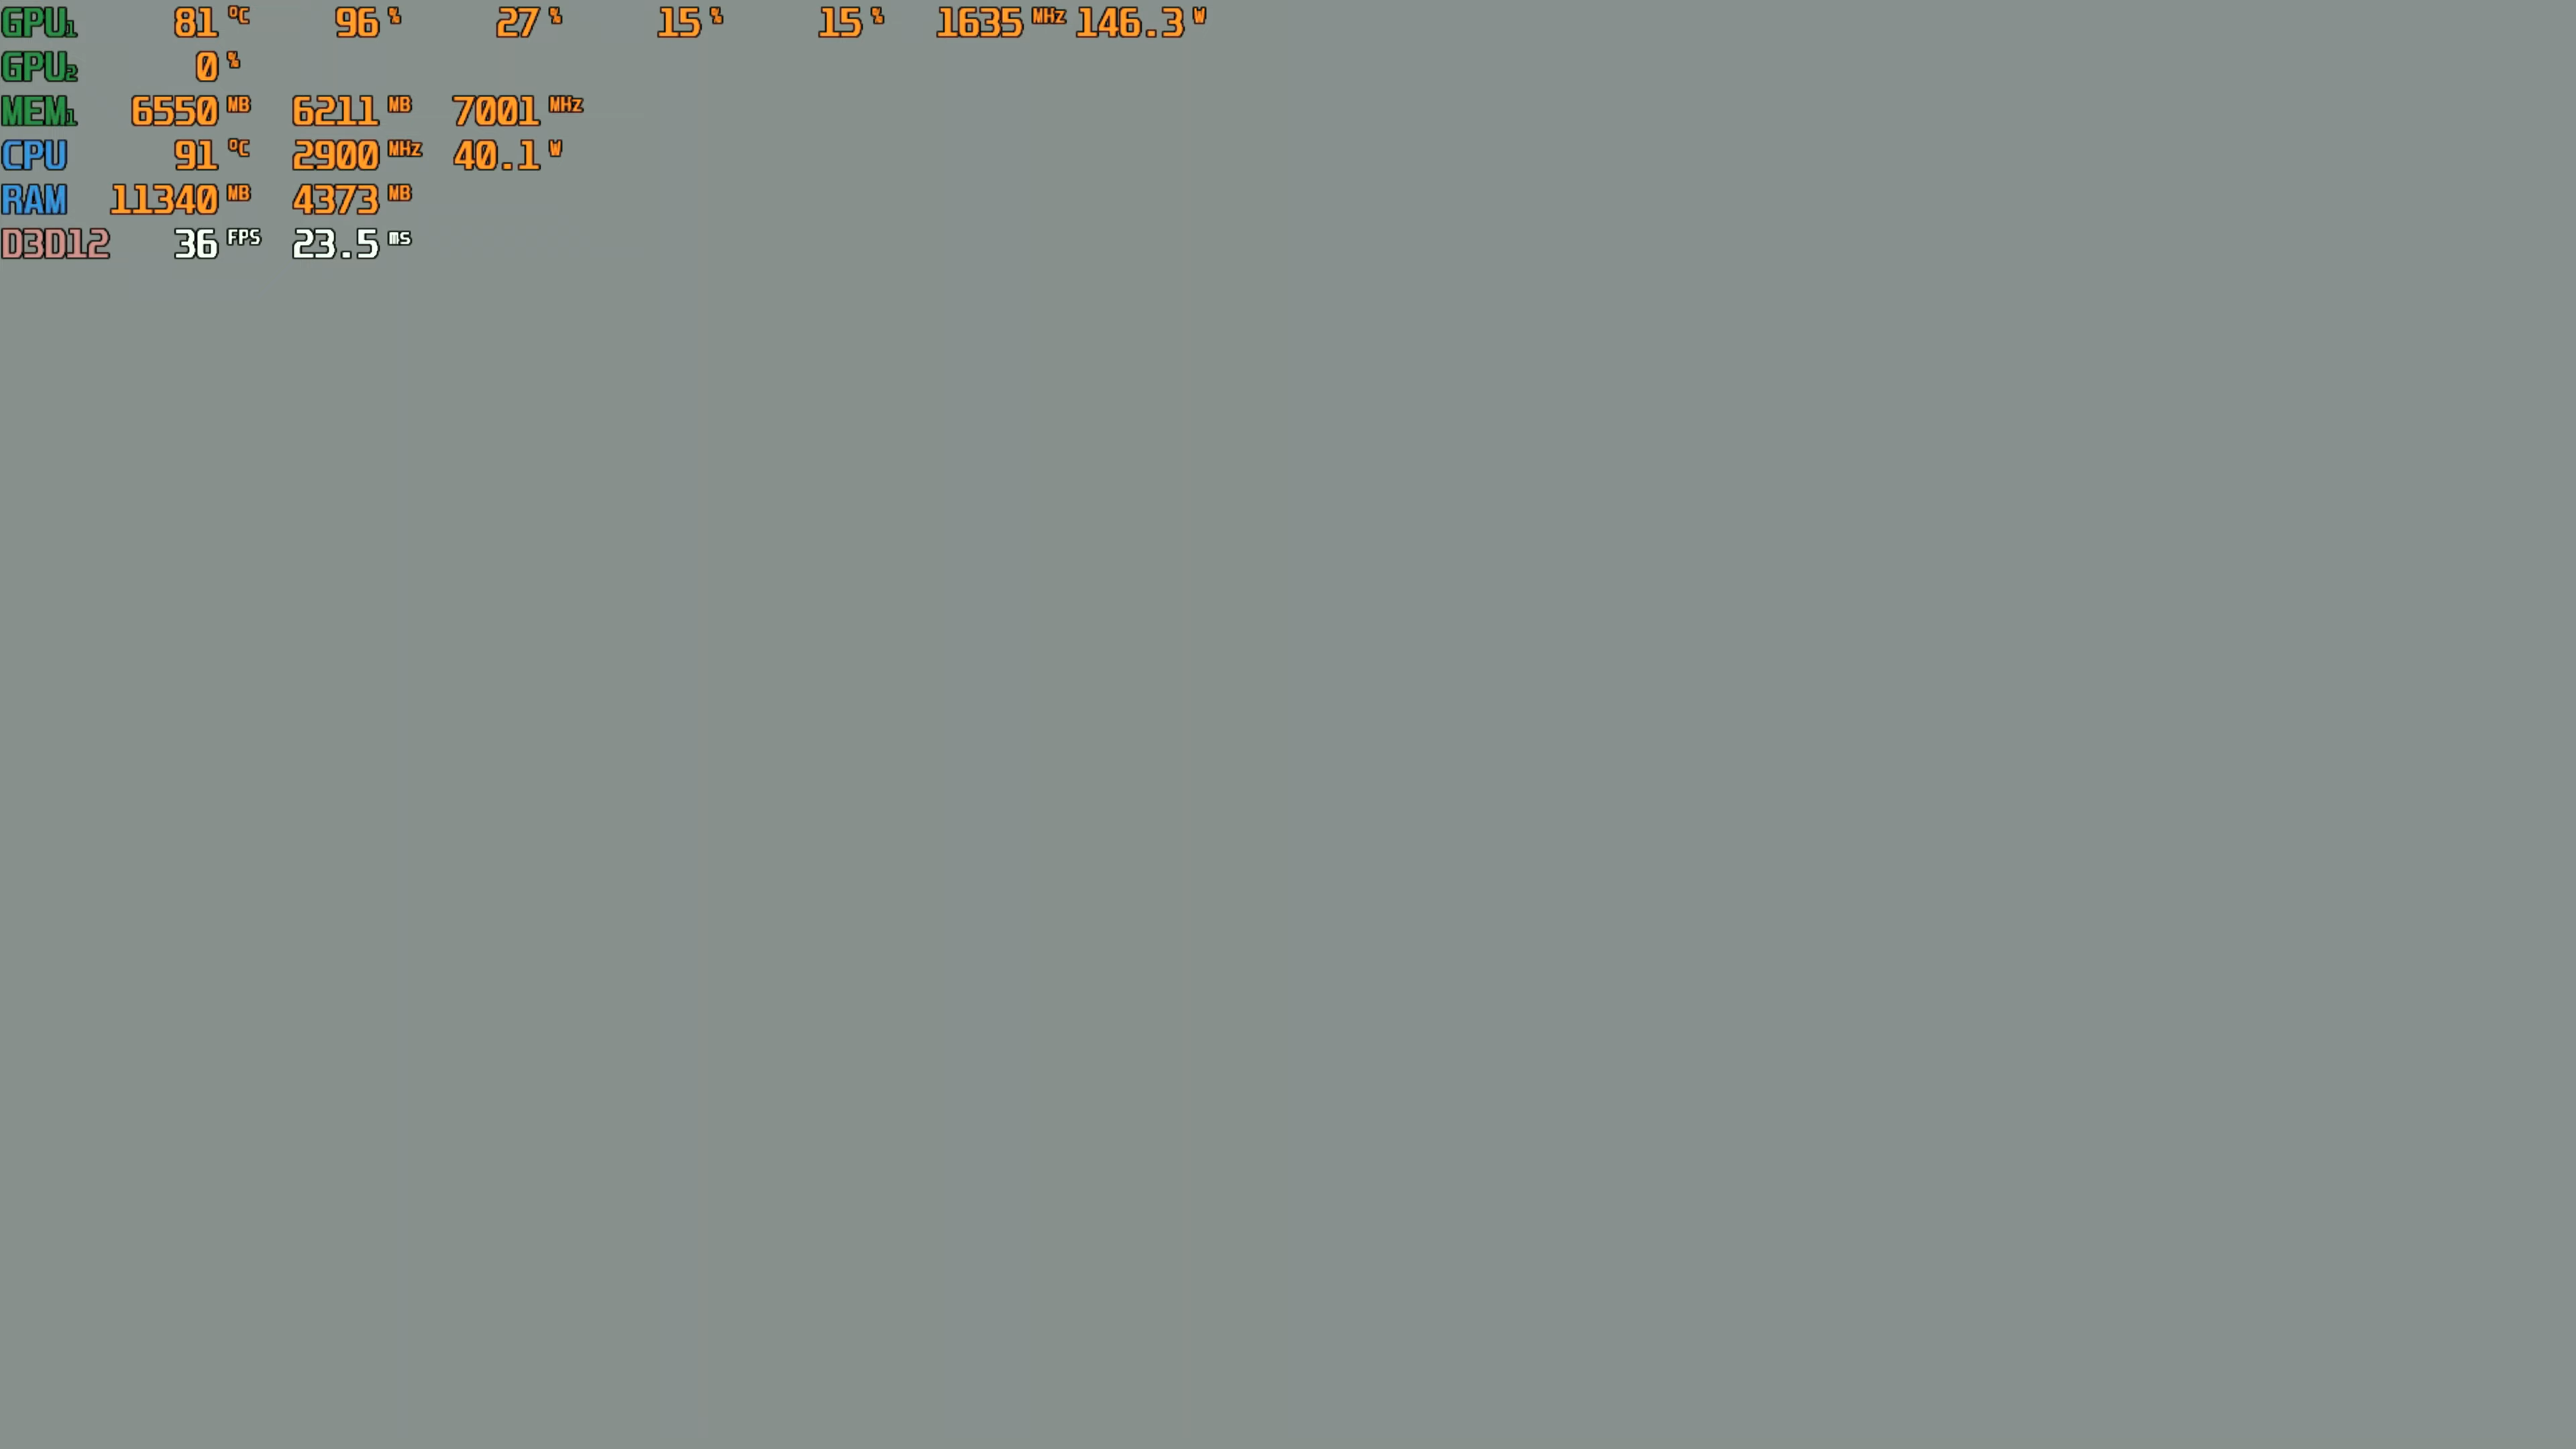 GPU1 81 °C 96 % 27 % 15 % 15 % 1635 MHz 146.3 W
GPU2 0 %
MEM1 6550 MB 6211 MB 7001 MHz
CPU 91 °C 2900 MHz 40.1 W
RAM 11340 MB 4373 MB
D3D12 36 FPS 23.5 ms